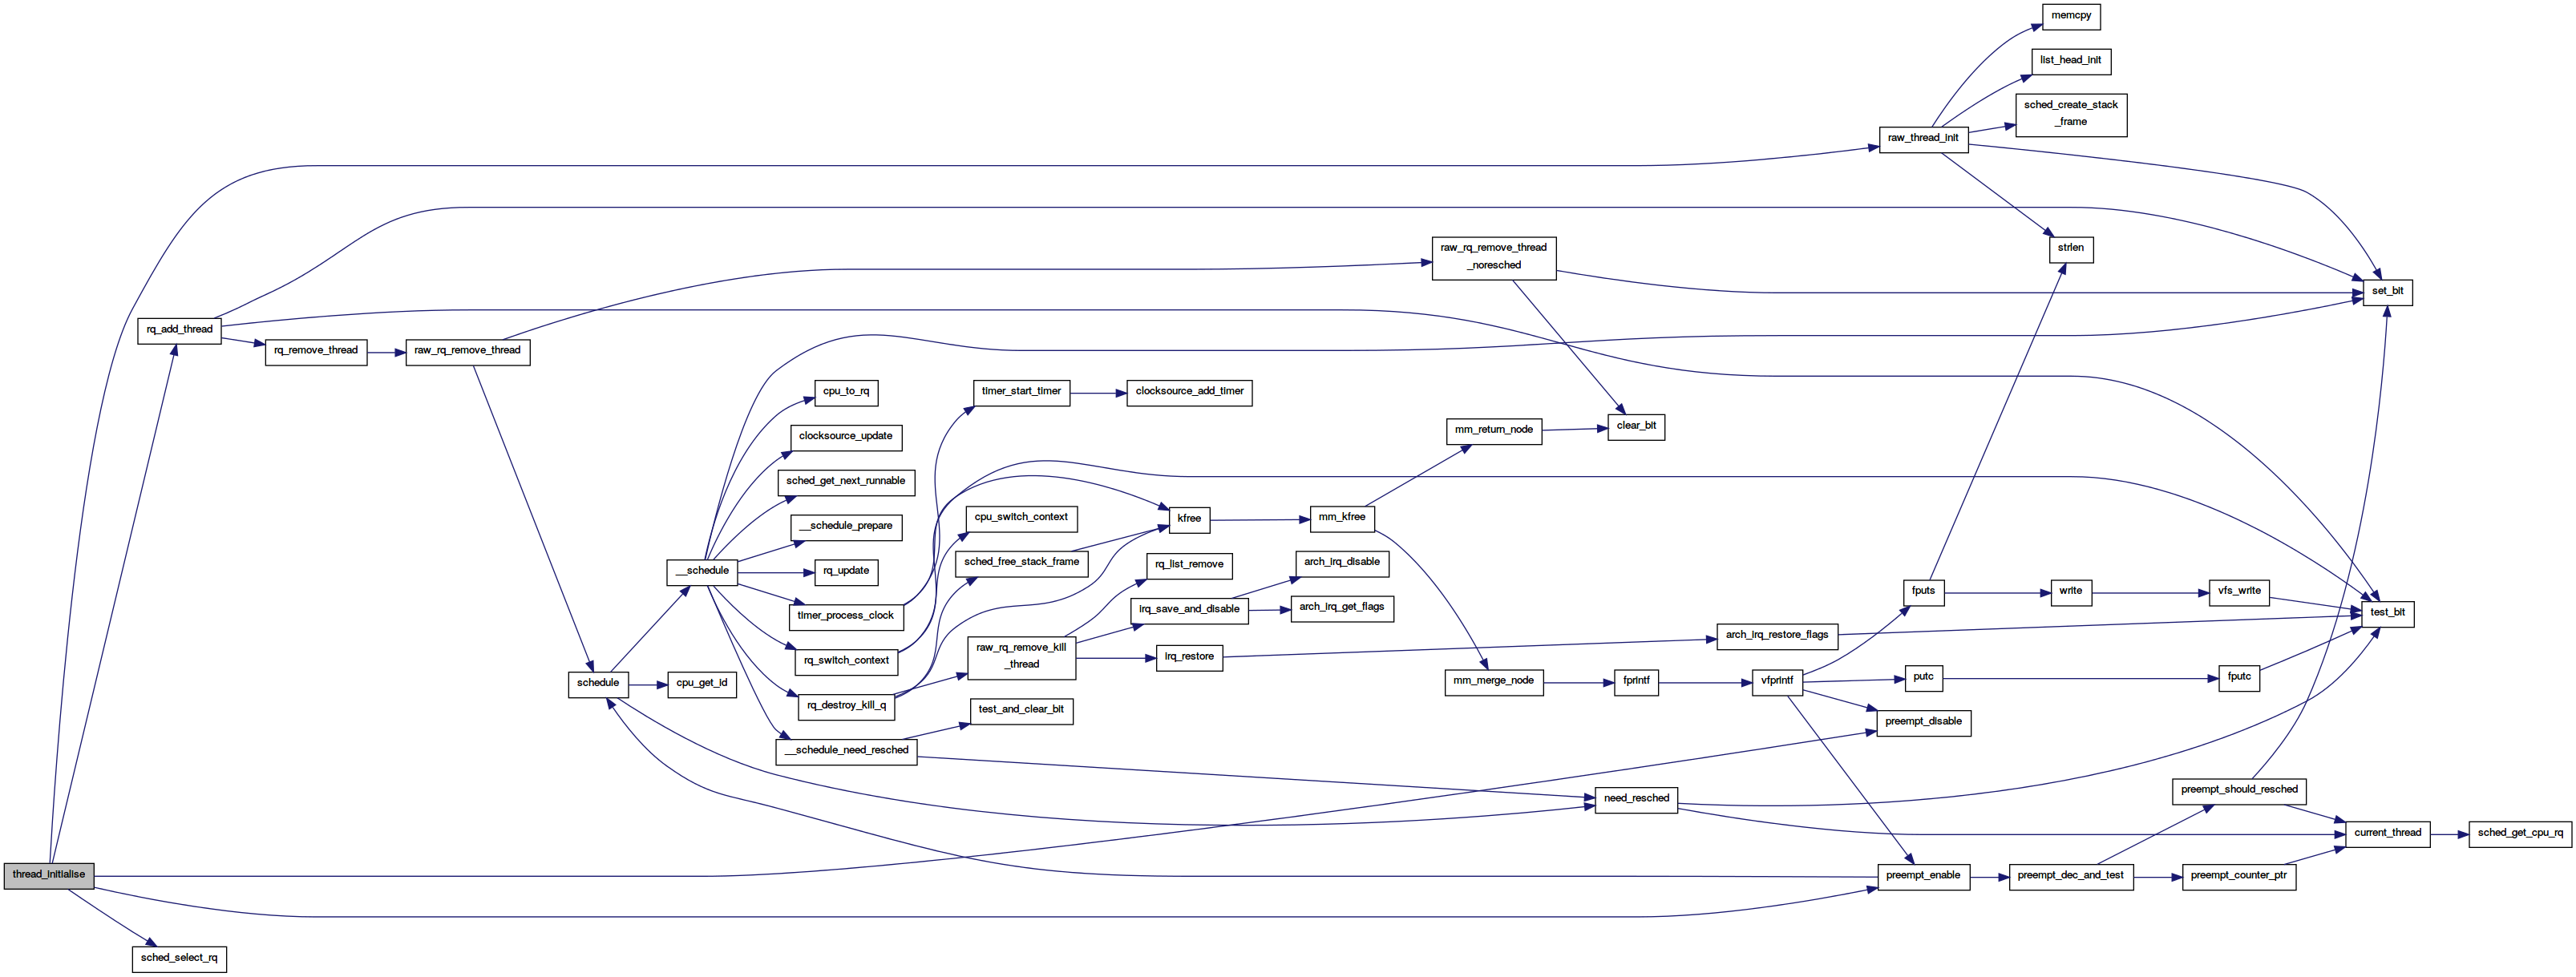 memcpy
list_head_init
sched_create_stack
_frame
raw_thread_init
strlen
raw_rq_remove_thread
_noresched
set_bit
rq_add_thread
rq_remove_thread
raw_rq_remove_thread
cpu_to_rq
timer_start_timer
clocksource_add_timer
clocksource_update
mm_return_node
clear_bit
sched_get_next_runnable
__schedule_prepare
cpu_switch_context
kfree
mm_kfree
__schedule
rq_update
sched_free_stack_frame
rq_list_remove
arch_irq_disable
timer_process_clock
irq_save_and_disable
arch_irq_get_flags
fputs
write
vfs_write
test_bit
rq_switch_context
raw_rq_remove_kill
_thread
irq_restore
arch_irq_restore_flags
schedule
cpu_get_id
mm_merge_node
fprintf
vfprintf
putc
fputc
rq_destroy_kill_q
test_and_clear_bit
preempt_disable
__schedule_need_resched
need_resched
preempt_should_resched
current_thread
sched_get_cpu_rq
thread_initialise
preempt_enable
preempt_dec_and_test
preempt_counter_ptr
sched_select_rq